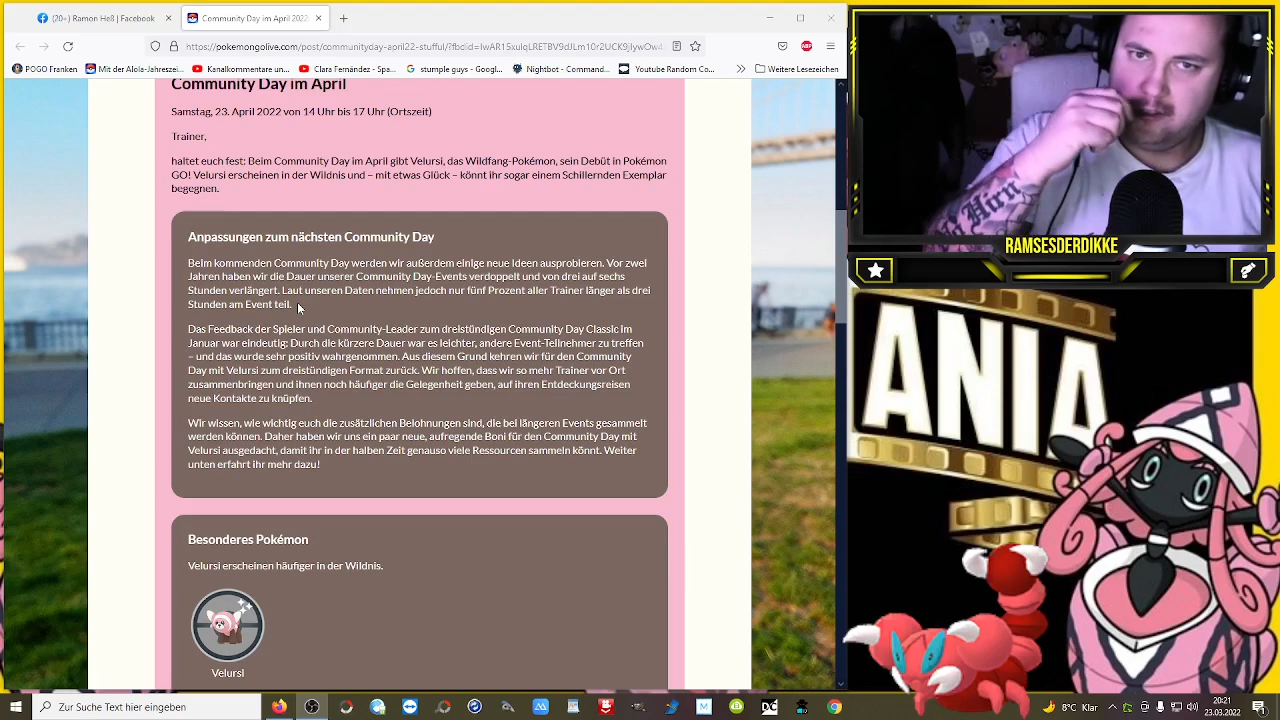 (20+) Ramon Heß | Facebook
April 2022
https://pokemongolive.com/post/communityday-april22-stufful/?fbclid=
POGO Franken
Mit der Alola-Jahresz...
Kanalkommentare un...
Clara Fernández - Spa...
stumple guys - Googl...
Nightbot - Comman...
Youtube Random Co...
Weitere Lesezeichen
Community Day im April
Samstag, 23. April 2022 von 14 Uhr bis 17 Uhr (Ortszeit)
Trainer,
haltet euch fest: Beim Community Day im April gibt Velursi, das Wildfang-Pokémon, sein Debüt in Pokémon
GO! Velursi erscheinen in der Wildnis und – mit etwas Glück – könnt ihr sogar einem Schillernden Exemplar
begegnen.
Anpassungen zum nächsten Community Day
Beim kommenden Community Day werden wir außerdem einige neue Ideen ausprobieren. Vor zwei
Jahren haben wir die Dauer unserer Community Day-Events verdoppelt und von drei auf sechs
Stunden verlängert. Laut unseren Daten nehmen jedoch nur fünf Prozent aller Trainer länger als drei
Stunden am Event teil.
Das Feedback der Spieler und Community-Leader zum dreistündigen Community Day Classic im
Januar war eindeutig: Durch die kürzere Dauer war es leichter, andere Event-Teilnehmer zu treffen
– und das wurde sehr positiv wahrgenommen. Aus diesem Grund kehren wir für den Community
Day mit Velursi zum dreistündigen Format zurück. Wir hoffen, dass wir so mehr Trainer vor Ort
zusammenbringen und ihnen noch häufiger die Gelegenheit geben, auf ihren Entdeckungsreisen
neue Kontakte zu knüpfen.
Wir wissen, wie wichtig euch die zusätzlichen Belohnungen sind, die bei längeren Events gesammelt
werden können. Daher haben wir uns ein paar neue, aufregende Boni für den Community Day mit
Velursi ausgedacht, damit ihr in der halben Zeit genauso viele Ressourcen sammeln könnt. Weiter
unten erfahrt ihr mehr dazu!
Besonderes Pokémon
Velursi erscheinen häufiger in der Wildnis.
Velursi
Hirn
RAMSESDERDIKKE
ANIA
Zur Suche Text hier eingeben
8°C Klar
20:21
23.03.2022